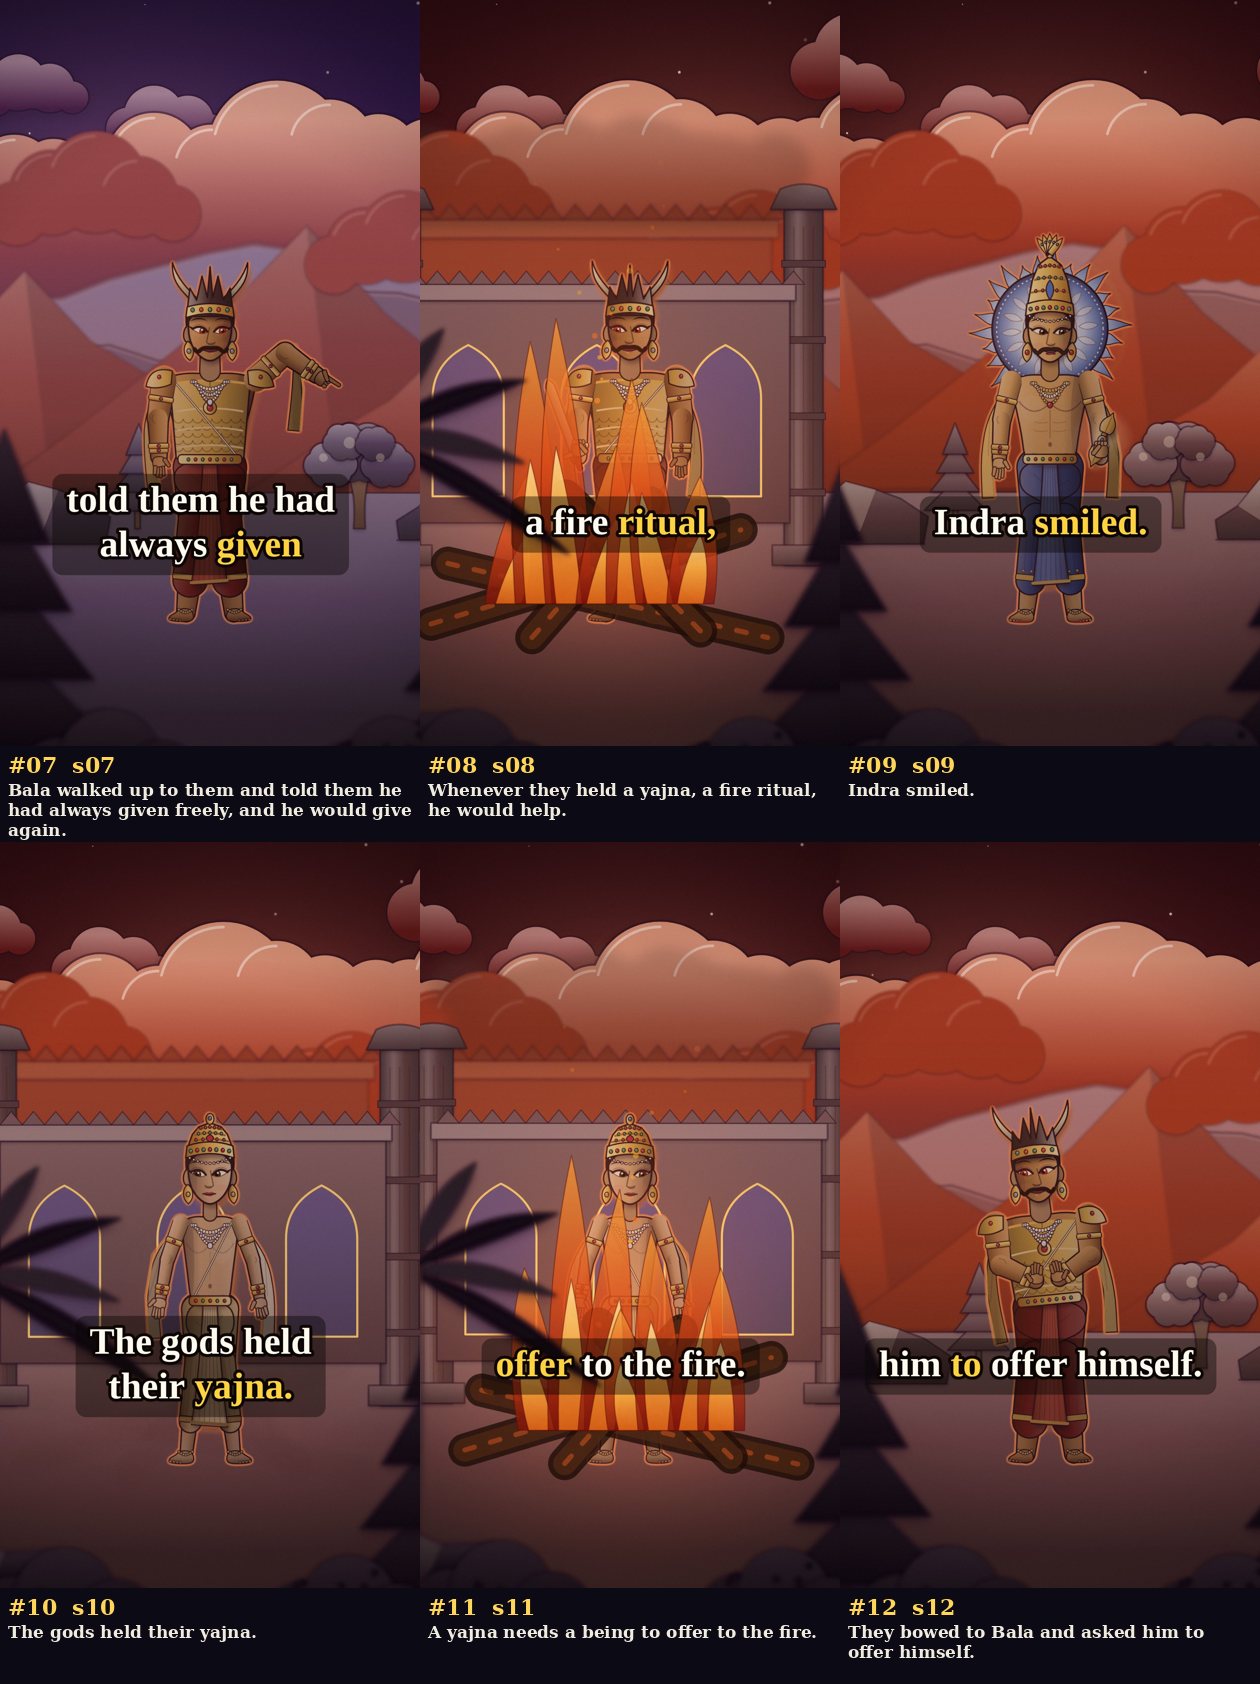 told them he had
always given
a fire ritual,
Indra smiled.
#07 s07
Bala walked up to them and told them he
had always given freely, and he would give
again.
#08 s08
Whenever they held a yajna, a fire ritual,
he would help.
#09 s09
Indra smiled.
The gods held
their yajna.
offer to the fire.
him to offer himself.
#10 s10
The gods held their yajna.
#11 s11
A yajna needs a being to offer to the fire.
#12 s12
They bowed to Bala and asked him to
offer himself.